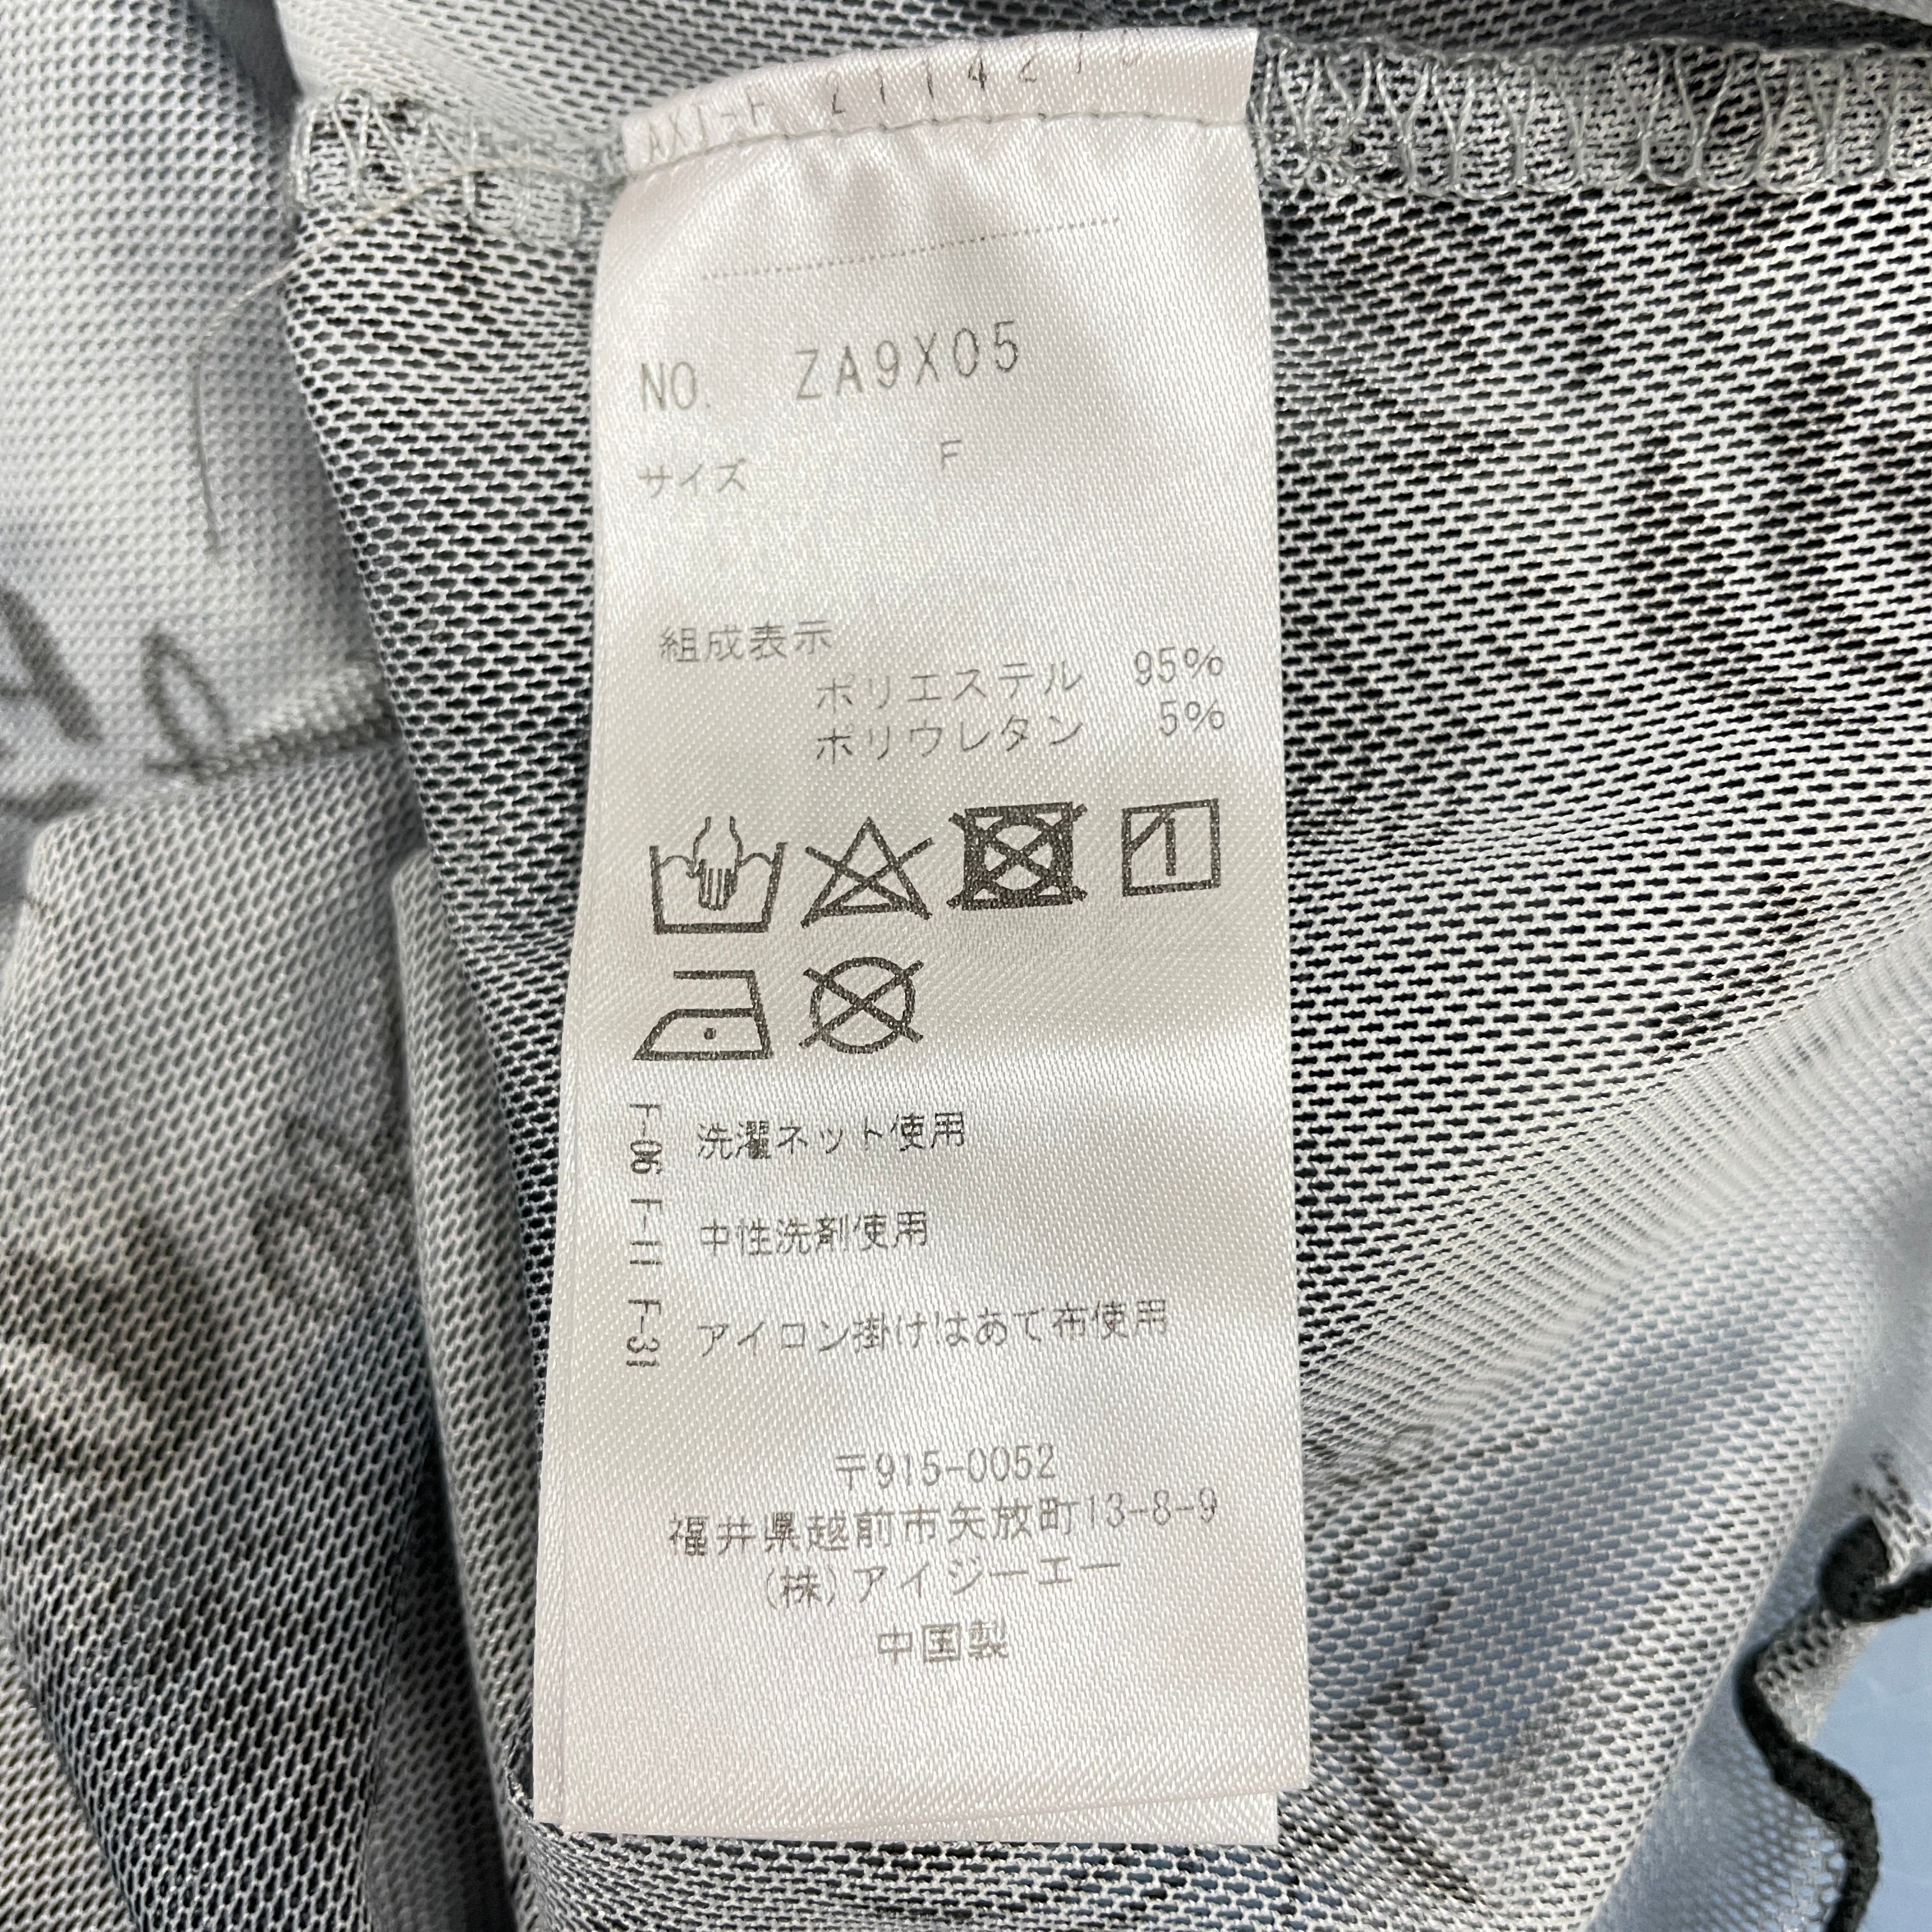 NO. ZA9X05
サイズ F
組成表示
ポリエステル 95%
ポリウレタン 5%
F-06 F-11 F-31
洗濯ネット使用
中性洗剤使用
アイロン掛けはあて布使用
〒915-0052
福井県越前市矢放町13-8-9
(株)アイジーエー
中国製